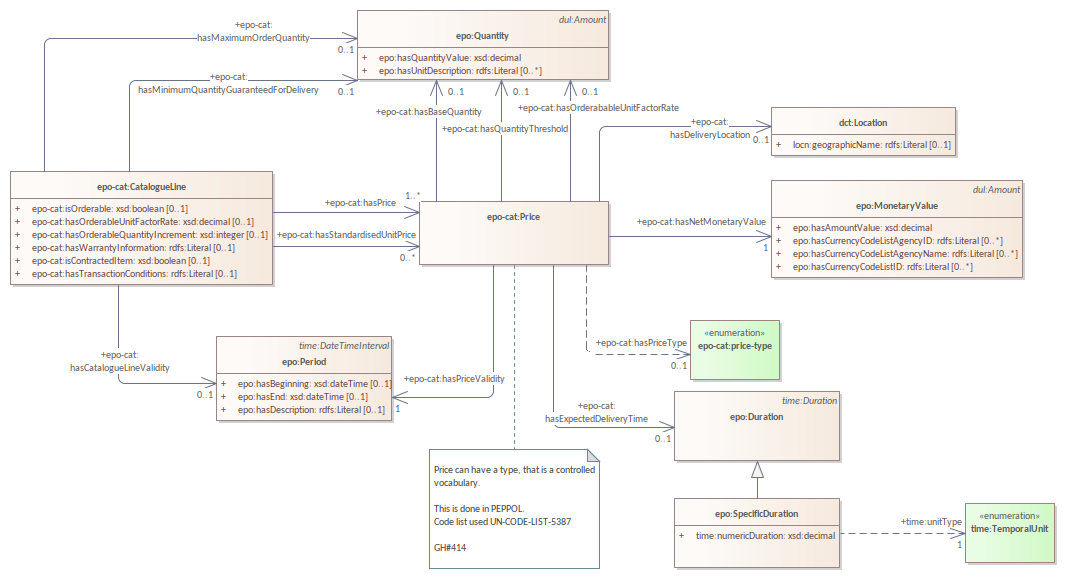 dul:Amount
epo:Quantity
+ epo:hasQuantityValue: xsd:decimal
+ epo:hasUnitDescription: rdfs:Literal [0..*]
+epo-cat:
hasMaximumOrderQuantity
0..1
+epo-cat:
hasMinimumQuantityGuaranteedForDelivery
0..1
+epo-cat:hasBaseQuantity
0..1
+epo-cat:hasQuantityThreshold
0..1
+epo-cat:hasOrderabableUnitFactorRate
0..1
+epo-cat:
hasDeliveryLocation
0..1
dct:Location
+ locn:geographicName: rdfs:Literal [0..1]
epo-cat:CatalogueLine
+ epo-cat:isOrderable: xsd:boolean [0..1]
+ epo-cat:hasOrderableUnitFactorRate: xsd:decimal [0..1]
+ epo-cat:hasOrderableQuantityIncrement: xsd:integer [0..1]
+ epo-cat:hasWarrantyInformation: rdfs:Literal [0..1]
+ epo-cat:isContractedItem: xsd:boolean [0..1]
+ epo-cat:hasTransactionConditions: rdfs:Literal [0..1]
+epo-cat:hasPrice
1..*
+epo-cat:hasStandardisedUnitPrice
0..*
epo-cat:Price
+epo-cat:hasNetMonetaryValue
1
dul:Amount
epo:MonetaryValue
+ epo:hasAmountValue: xsd:decimal
+ epo:hasCurrencyCodeListAgencyID: rdfs:Literal [0..*]
+ epo:hasCurrencyCodeListAgencyName: rdfs:Literal [0..*]
+ epo:hasCurrencyCodeListID: rdfs:Literal [0..*]
+epo-cat:
hasCatalogueLineValidity
0..1
time:DateTimeInterval
epo:Period
+ epo:hasBeginning: xsd:dateTime [0..1]
+ epo:hasEnd: xsd:dateTime [0..1]
+ epo:hasDescription: rdfs:Literal [0..1]
+epo-cat:hasPriceValidity
1
+epo-cat:hasPriceType
0..1
«enumeration»
epo-cat:price-type
+epo-cat:
hasExpectedDeliveryTime
0..1
time:Duration
epo:Duration
Price can have a type, that is a controlled
vocabulary.
This is done in PEPPOL.
Code list used UN-CODE-LIST-5387
GH#414
epo:SpecificDuration
+ time:numericDuration: xsd:decimal
+time:unitType
1
«enumeration»
time:TemporalUnit